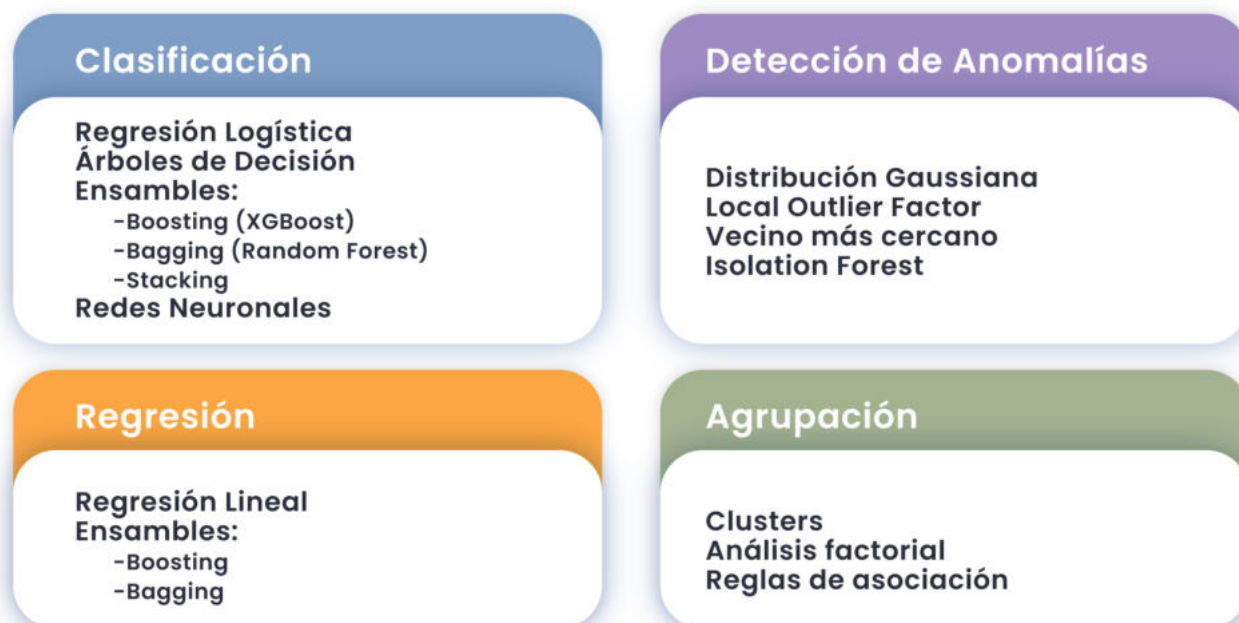 Clasificación
Regresión Logística
Árboles de Decisión
Ensambles:
-Boosting (XGBoost)
-Bagging (Random Forest)
-Stacking
Redes Neuronales
Detección de Anomalías
Distribución Gaussiana
Local Outlier Factor
Vecino más cercano
Isolation Forest
Regresión
Regresión Lineal
Ensambles:
-Boosting
-Bagging
Agrupación
Clusters
Análisis factorial
Reglas de asociación